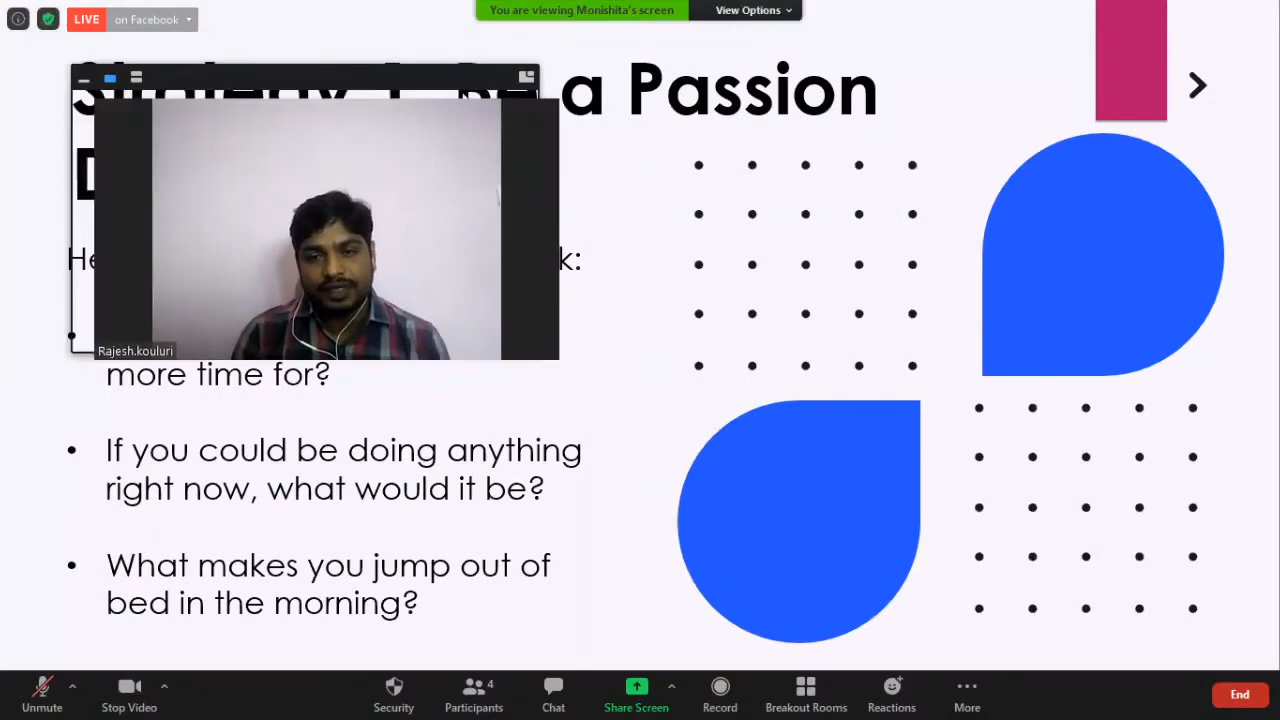 LIVE on Facebook
You are viewing Monishita's screen View Options
a Passion
k:
Rajesh.kouluri
more time for?
• If you could be doing anything
right now, what would it be?
• What makes you jump out of
bed in the morning?
4
Unmute Stop Video Security Participants Chat Share Screen Record Breakout Rooms Reactions More End